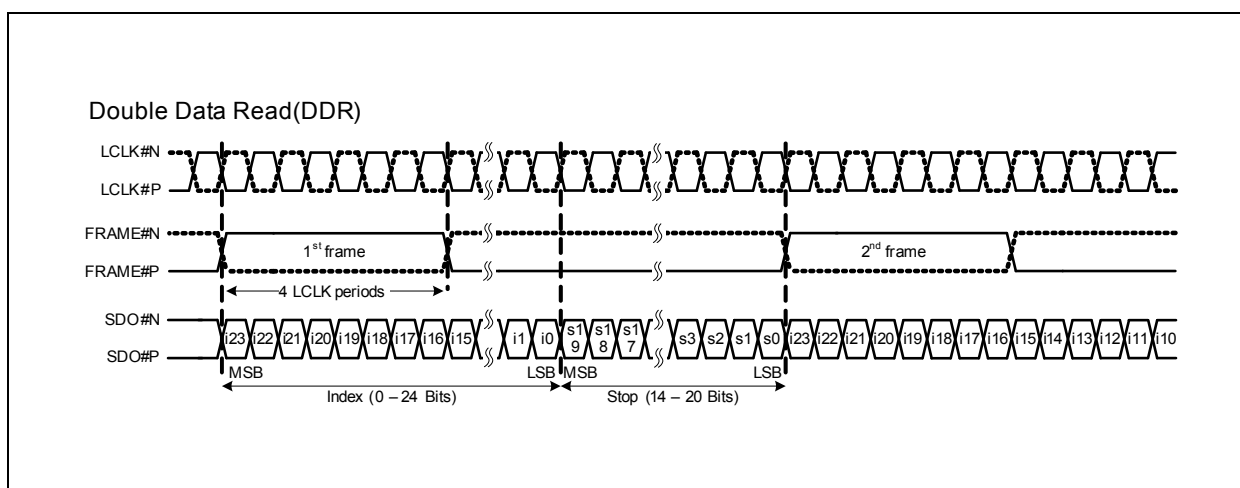 Double Data Read(DDR)
LCLK#N
LCLK#P
FRAME#N
1st frame
2nd frame
FRAME#P
4 LCLK periods
SDO#N
i23 i22 i21 i20 i19 i18 i17 i16 i15 i1 i0 s19 s18 s17 s3 s2 s1 s0 i23 i22 i21 i20 i19 i18 i17 i16 i15 i14 i13 i12 i11 i10
SDO#P
MSB LSB MSB LSB
Index (0 – 24 Bits) Stop (14 – 20 Bits)